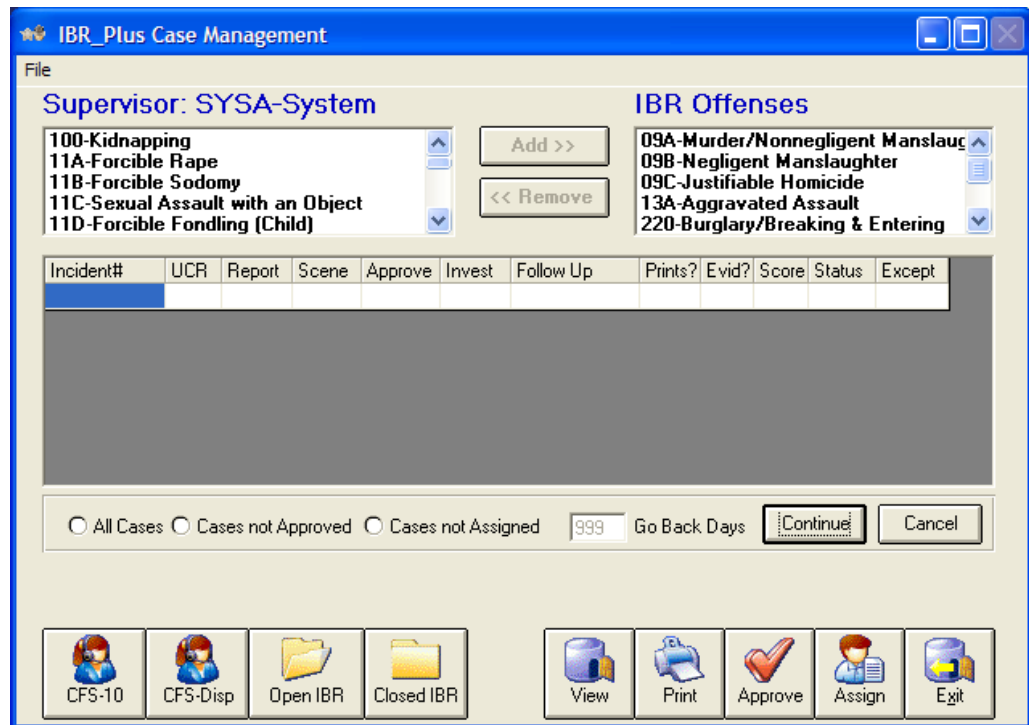 IBR_Plus Case Management
File
Supervisor: SYSA-System
IBR Offenses
100-Kidnapping
11A-Forcible Rape
11B-Forcible Sodomy
11C-Sexual Assault with an Object
11D-Forcible Fondling (Child)
Add >>
<< Remove
09A-Murder/Nonnegligent Manslaug
09B-Negligent Manslaughter
09C-Justifiable Homicide
13A-Aggravated Assault
220-Burglary/Breaking & Entering
Incident# UCR Report Scene Approve Invest Follow Up Prints? Evid? Score Status Except
All Cases Cases not Approved Cases not Assigned 999 Go Back Days Continue Cancel
CFS-10 CFS-Disp Open IBR Closed IBR View Print Approve Assign Exit